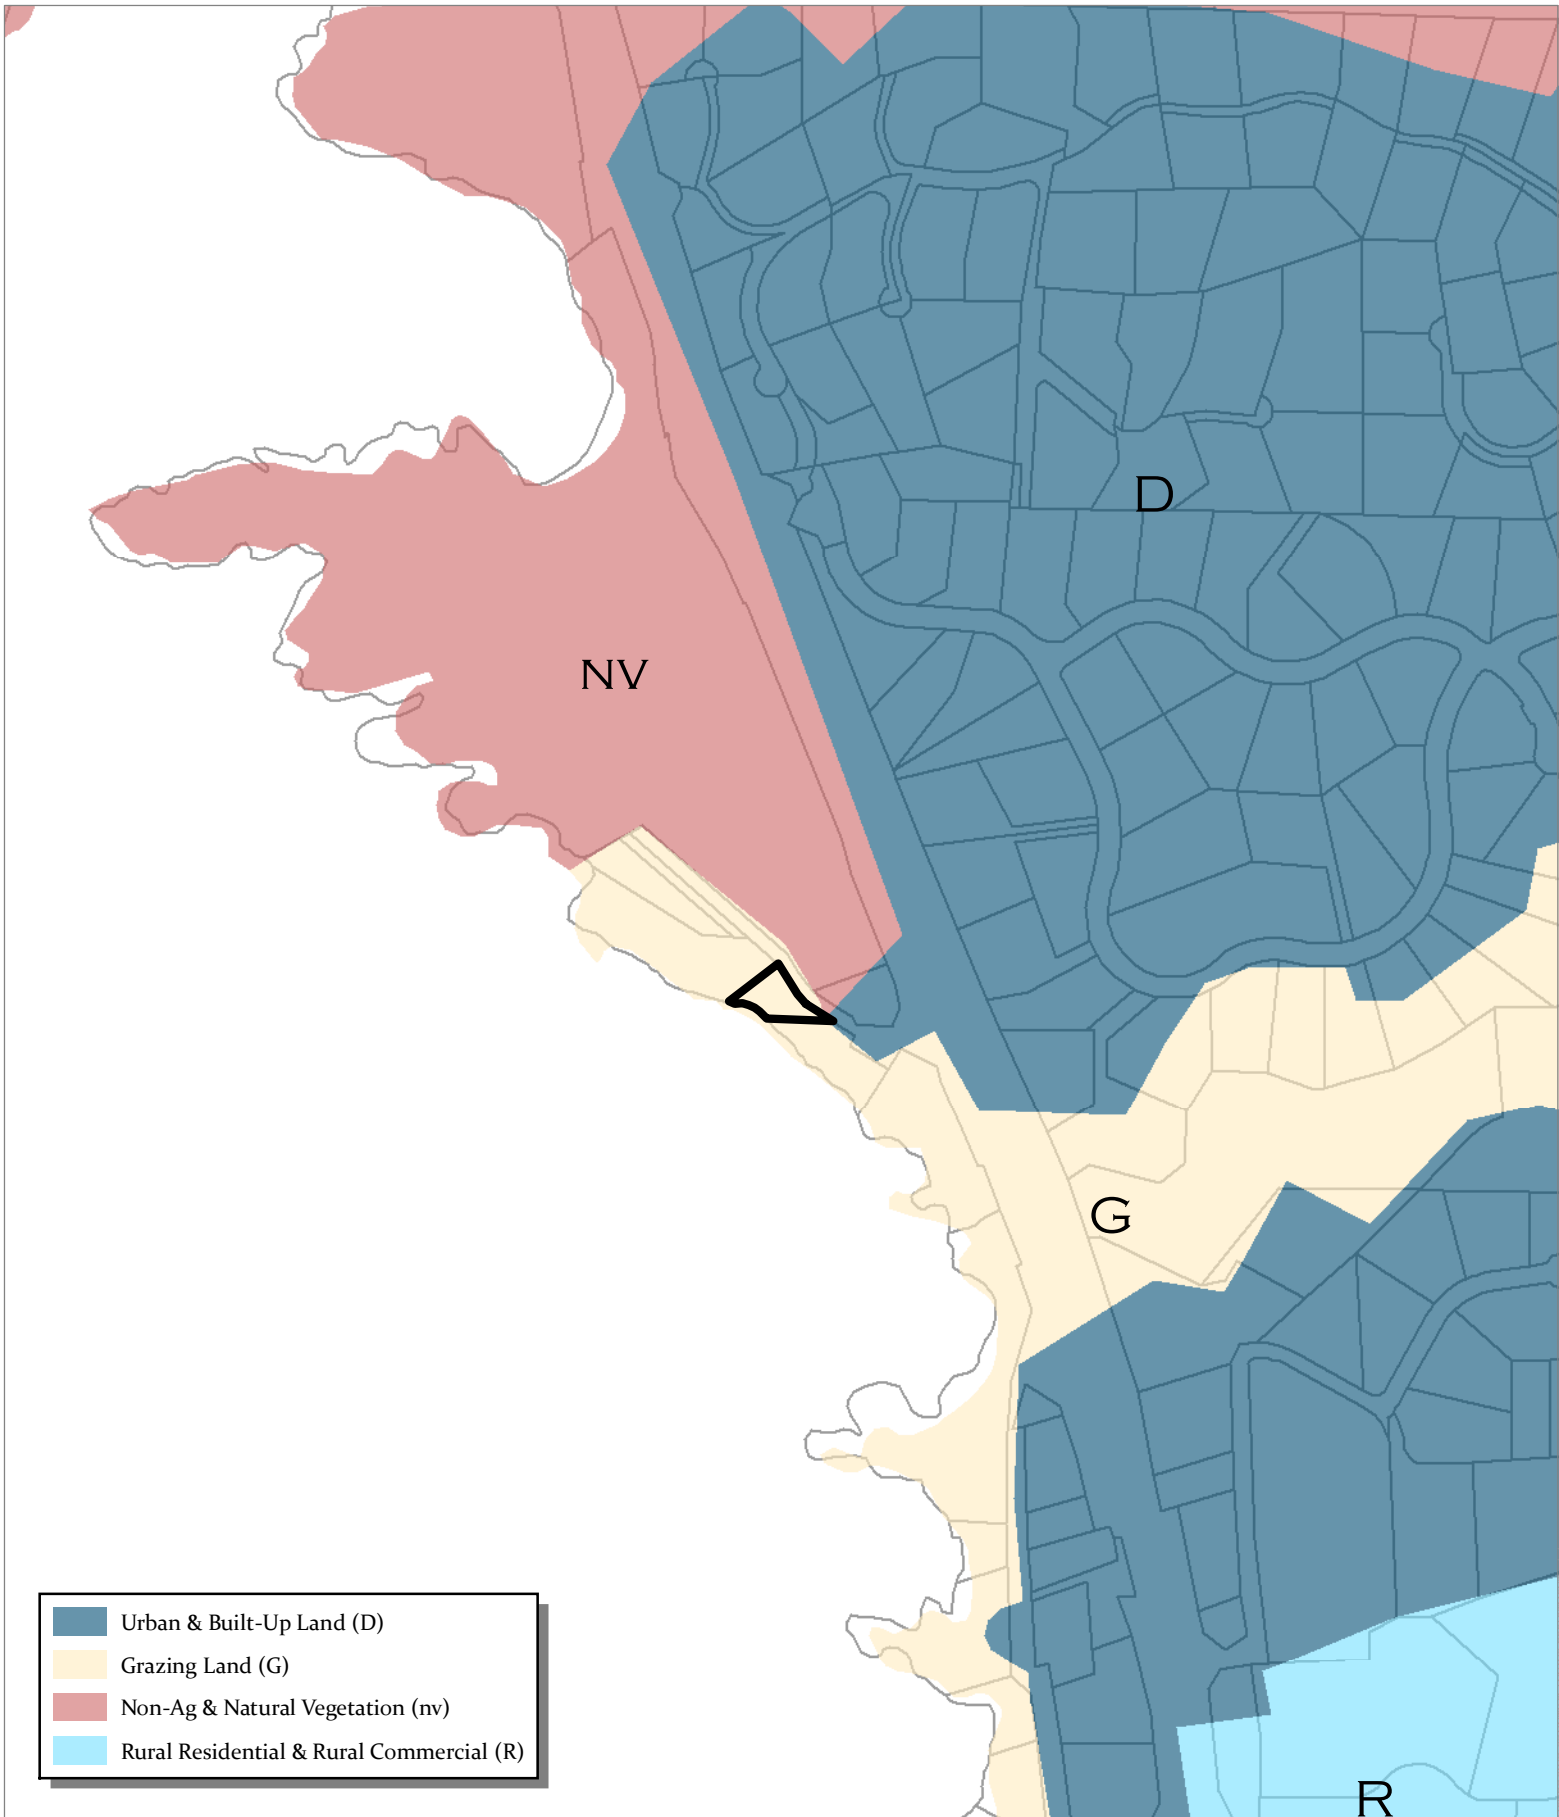 D
NV
G
Urban & Built-Up Land (D)
Grazing Land (G)
Non-Ag & Natural Vegetation (nv)
Rural Residential & Rural Commercial (R)
R